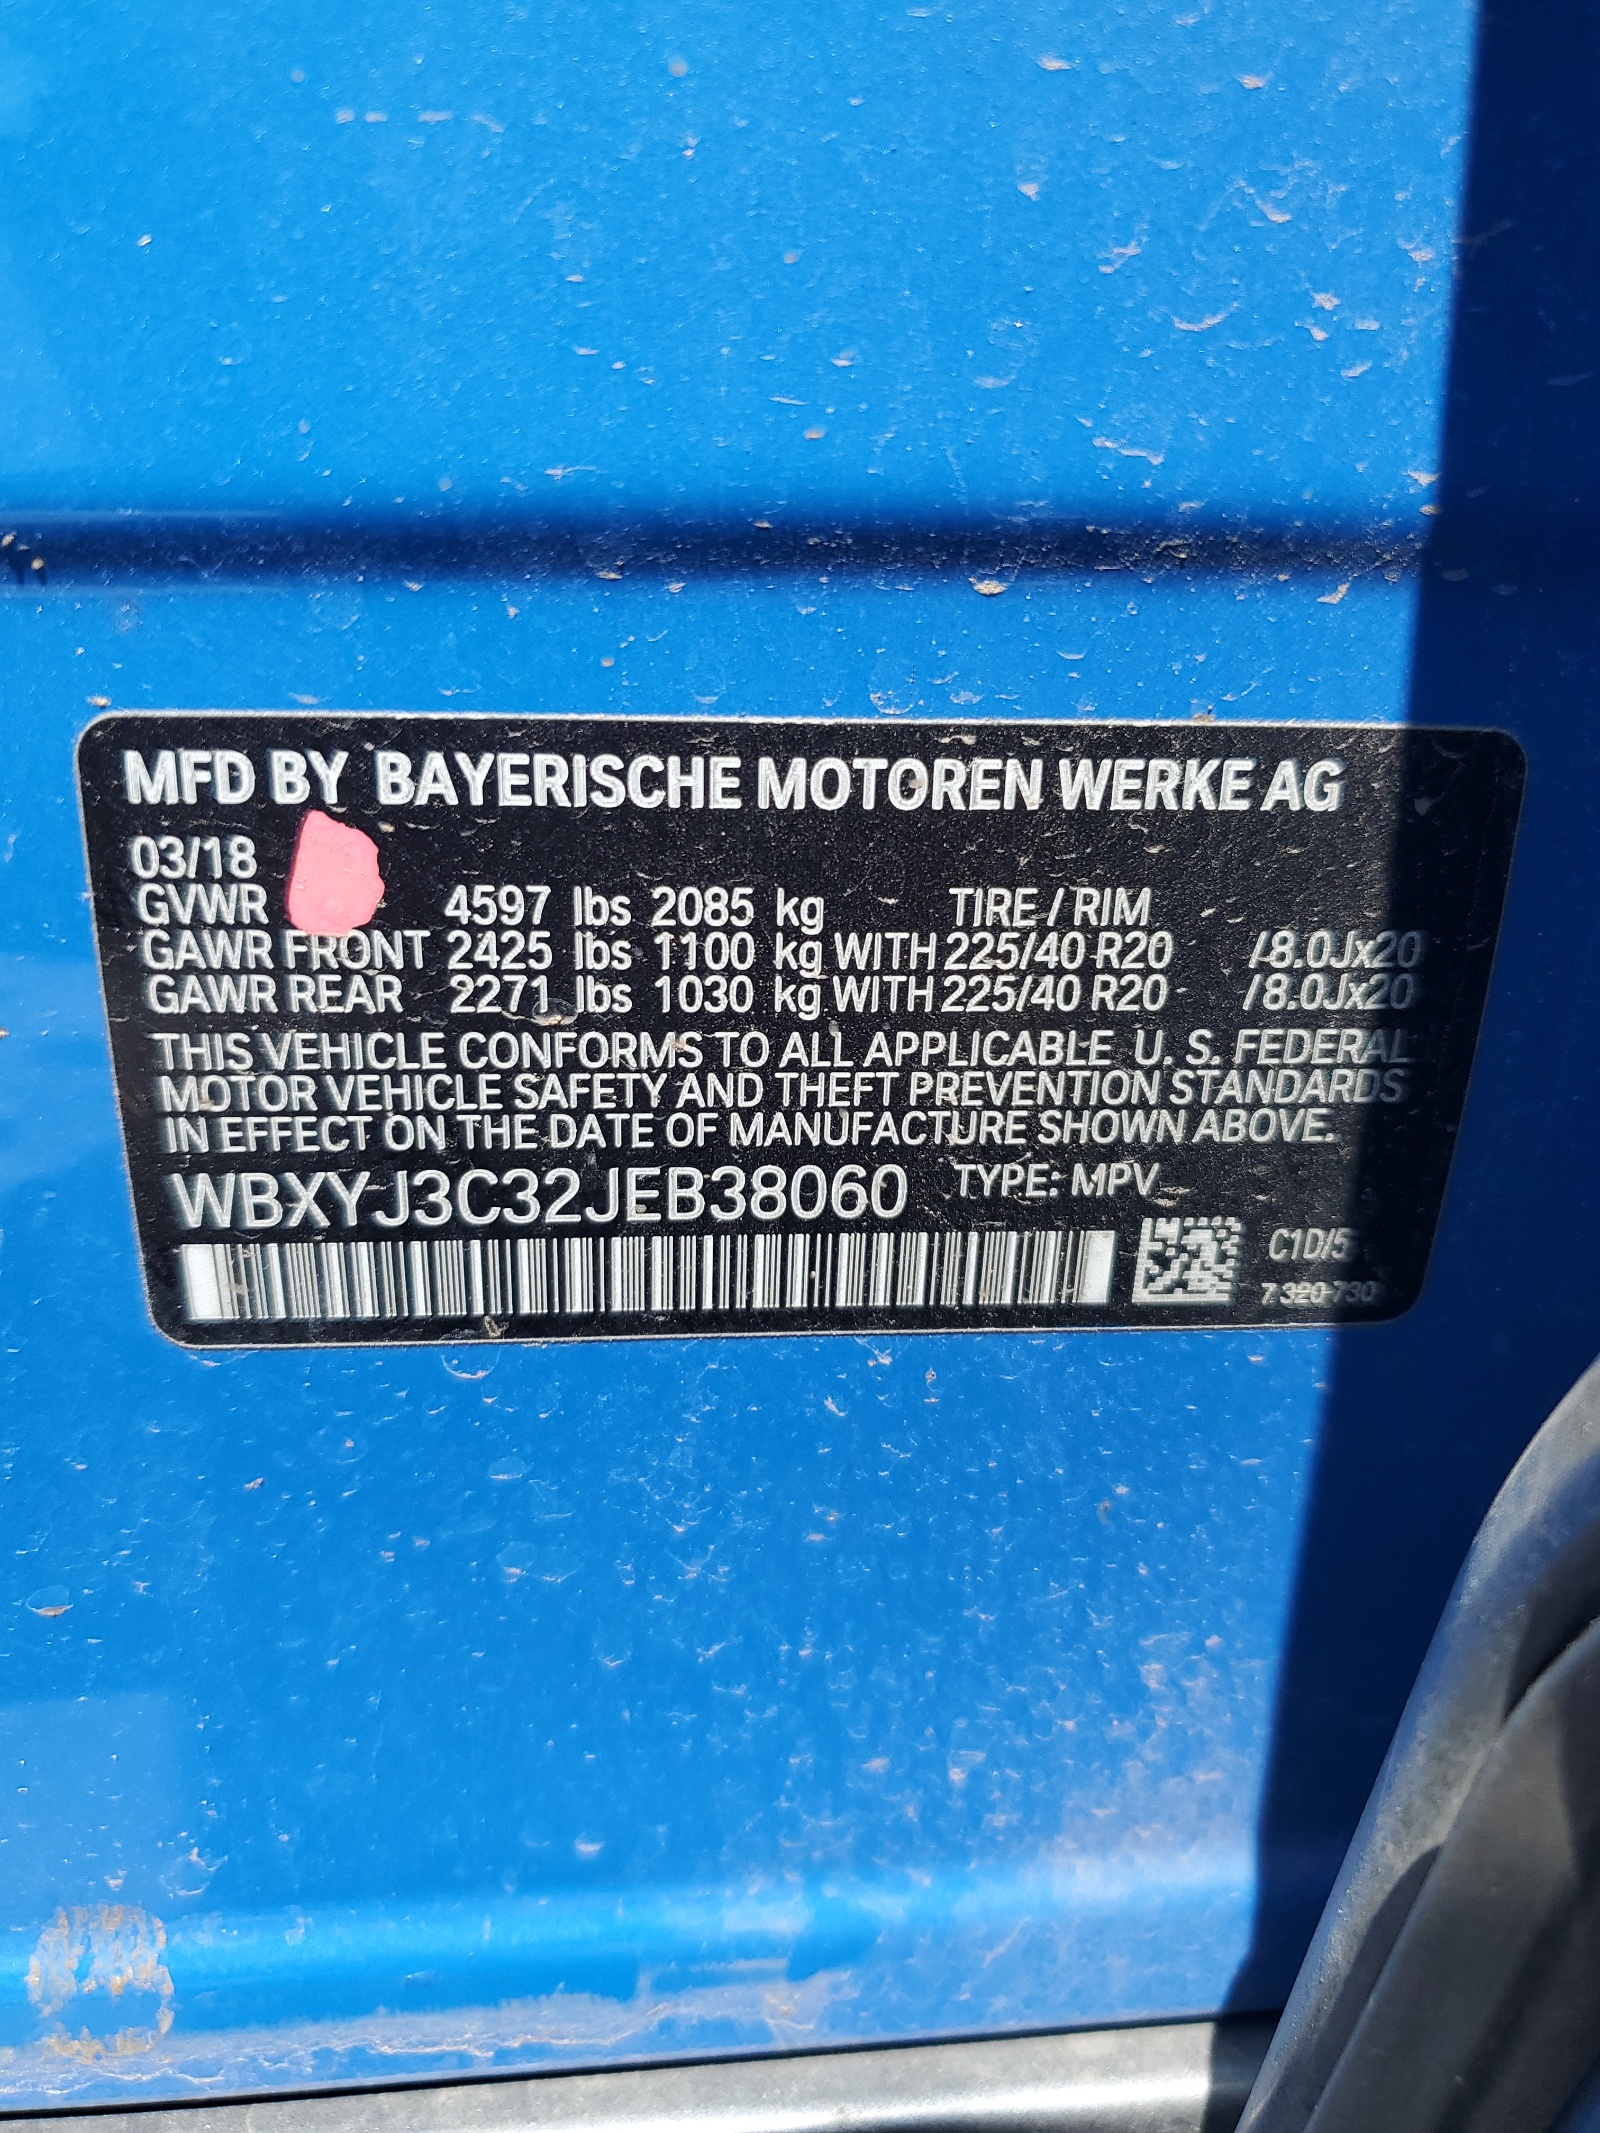 MFD BY BAYERISCHE MOTOREN WERKE AG
03/18
GVWR 4597 lbs 2085 kg TIRE / RIM
GAWR FRONT 2425 lbs 1100 kg WITH 225/40 R20 /8.0Jx20
GAWR REAR 2271 lbs 1030 kg WITH 225/40 R20 /8.0Jx20
THIS VEHICLE CONFORMS TO ALL APPLICABLE U. S. FEDERAL
MOTOR VEHICLE SAFETY AND THEFT PREVENTION STANDARDS
IN EFFECT ON THE DATE OF MANUFACTURE SHOWN ABOVE.
WBXYJ3C32JEB38060 TYPE: MPV
C1D/5
7 320 730